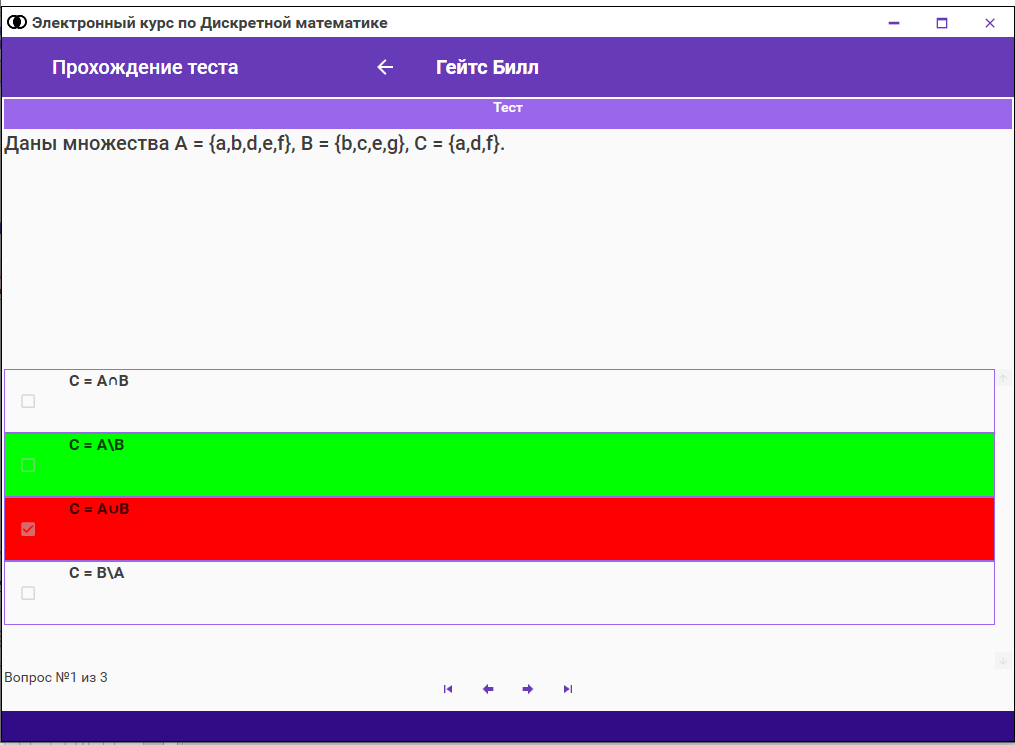 Электронный курс по Дискретной математике
Прохождение теста
Гейтс Билл
Тест
Даны множества A = {a,b,d,e,f}, B = {b,c,e,g}, C = {a,d,f}.
C = A∩B
C = A\B
C = A∪B
C = B\A
Вопрос №1 из 3